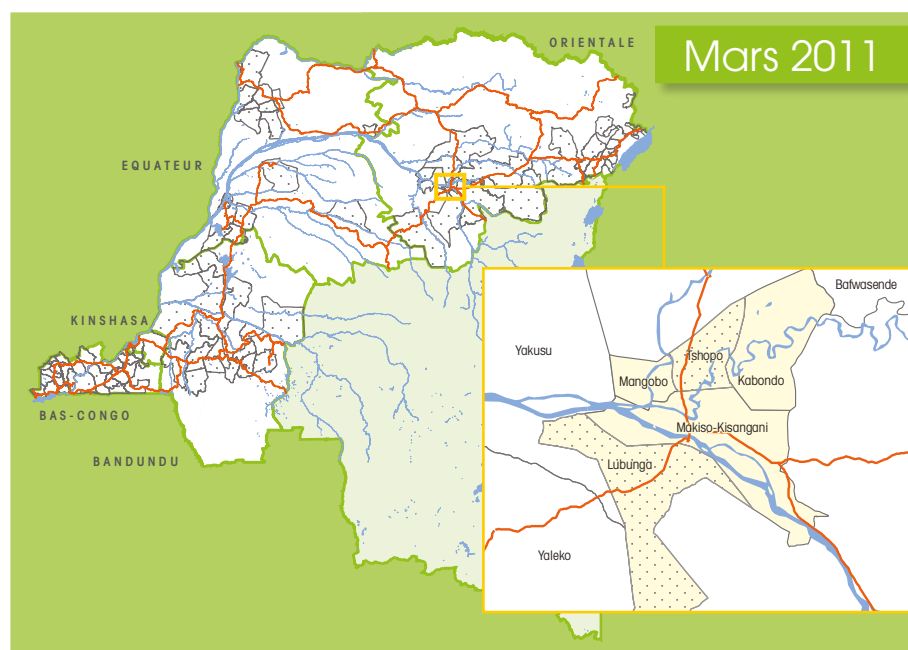 ORIENTALE
Mars 2011
EQUATEUR
KINSHASA
BAS-CONGO
BANDUNDU
Bafwasende
Yakusu
Tshopo
Mangobo
Kabondo
Makiso-Kisangani
Lubunga
Yaleko